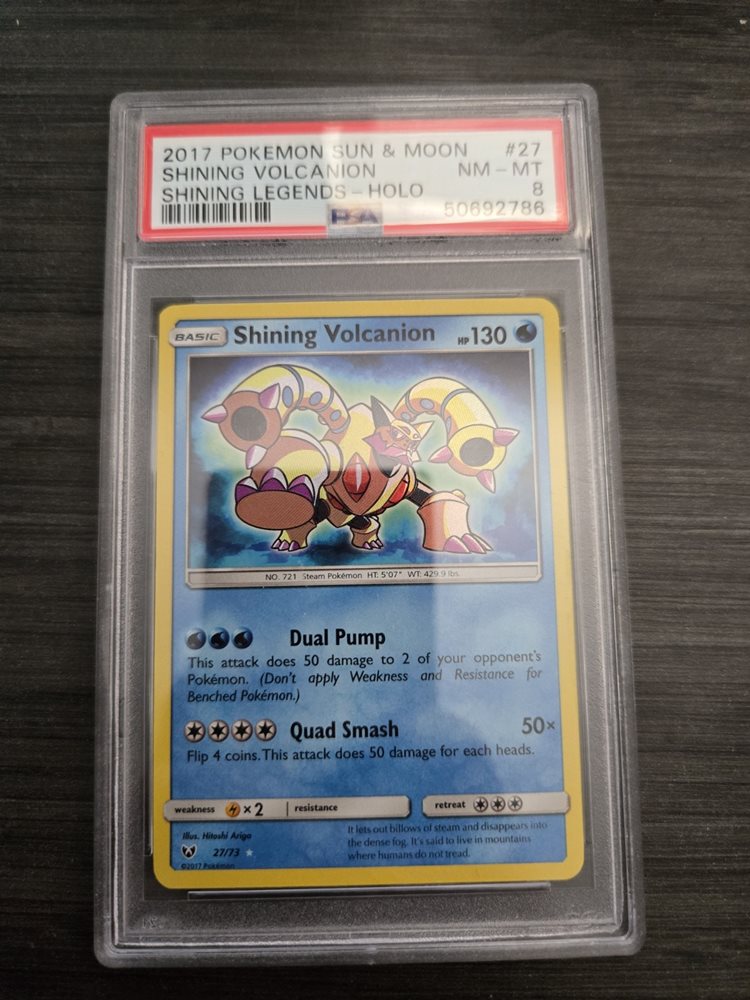 2017 POKEMON SUN & MOON #27
SHINING VOLCANION NM - MT
SHINING LEGENDS - HOLO 8
PSA 50692786
BASIC Shining Volcanion HP 130
NO. 721 Steam Pokémon HT: 5'07" WT: 429.9 lbs.
Dual Pump
This attack does 50 damage to 2 of your opponent's
Pokémon. (Don't apply Weakness and Resistance for
Benched Pokémon.)
Quad Smash 50×
Flip 4 coins. This attack does 50 damage for each heads.
weakness ×2 resistance retreat
Illus. Hitoshi Ariga
27/73
©2017 Pokémon
It lets out billows of steam and disappears into
the dense fog. It's said to live in mountains
where humans do not tread.